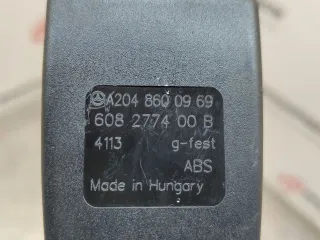 A204 860 09 69
608 2774 00 B
4113 g-fest
ABS
Made in Hungary